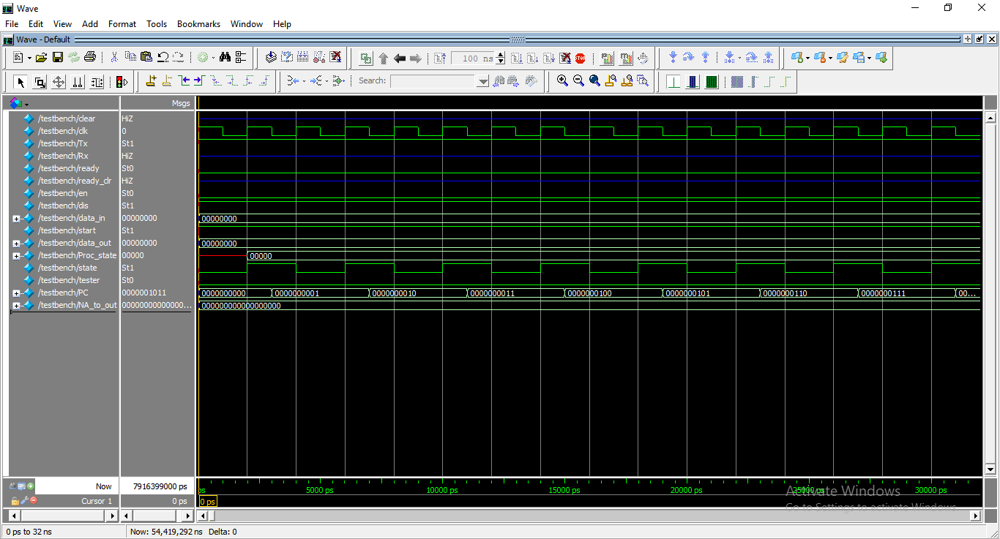 Wave
File Edit View Add Format Tools Bookmarks Window Help
Wave - Default
100 ns
Search:
Msgs
/testbench/clear HiZ
/testbench/clk 0
/testbench/Tx St1
/testbench/Rx HiZ
/testbench/ready St0
/testbench/ready_clr HiZ
/testbench/en St0
/testbench/dis St1
/testbench/data_in 00000000 00000000
/testbench/start St1
/testbench/data_out 00000000 00000000
/testbench/Proc_state 00000 00000
/testbench/state St1
/testbench/tester St0
/testbench/PC 0000001011 0000000000 0000000001 0000000010 0000000011 0000000100 0000000101 0000000110 0000000111 00...
/testbench/NA_to_out 00000000000000... 000000000000000000
Now 7916399000 ps ps 5000 ps 10000 ps 15000 ps 20000 ps 25000 ps 30000 ps
Activate Windows
Cursor 1 0 ps 0 ps
Go to Settings to activate Windows.
0 ps to 32 ns Now: 54,419,292 ns Delta: 0